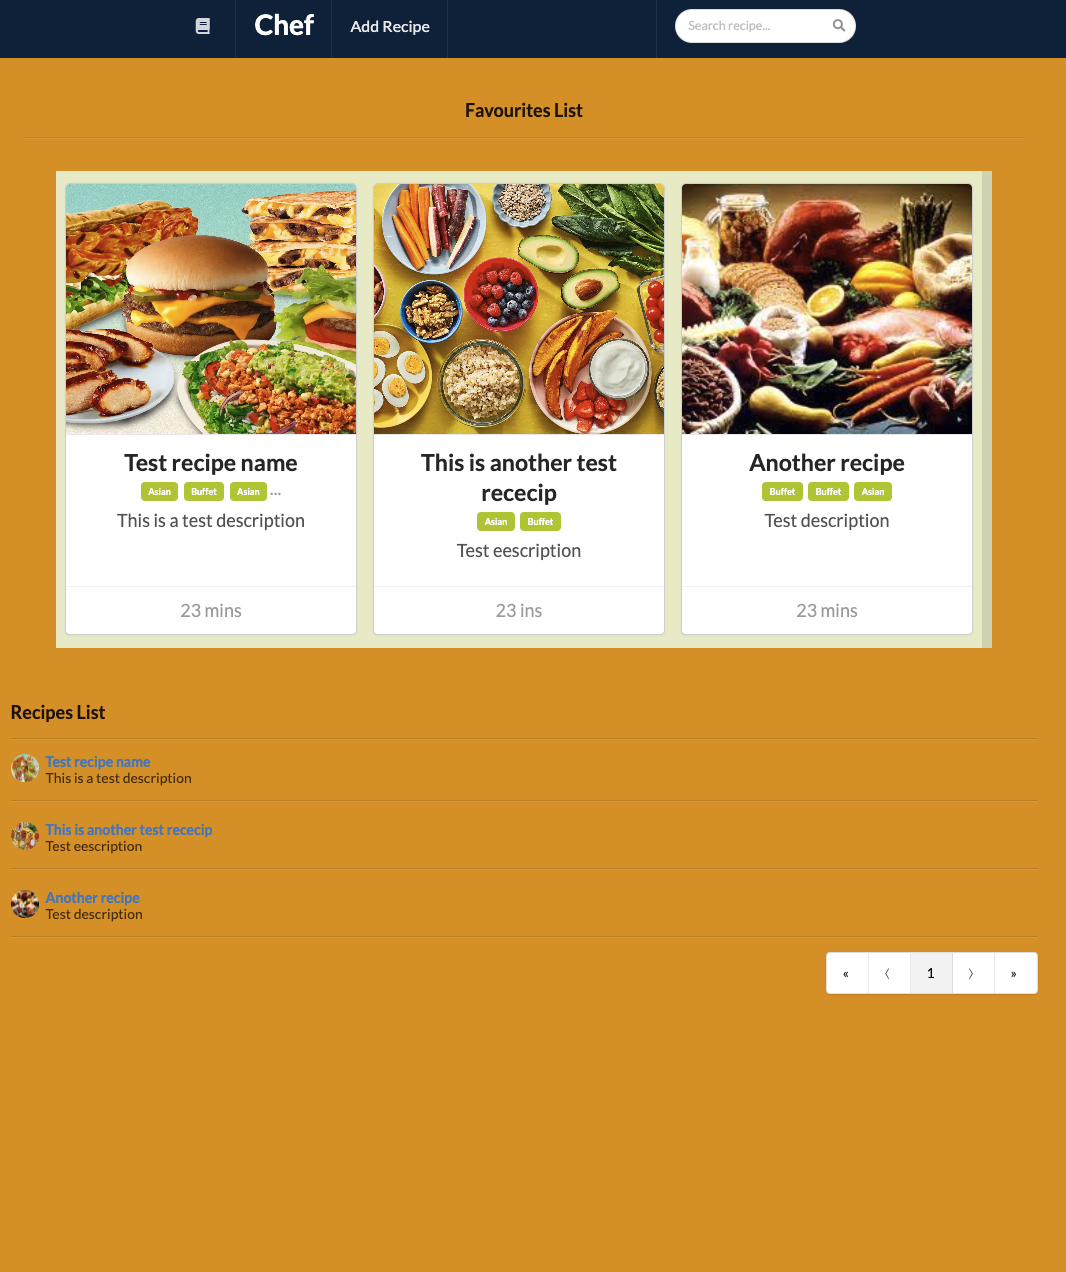 Chef
Add Recipe
Search recipe...
Favourites List
Test recipe name
Asian Buffet Asian ...
This is a test description
23 mins
This is another test
rececip
Asian Buffet
Test eescription
23 ins
Another recipe
Buffet Buffet Asian
Test description
23 mins
Recipes List
Test recipe name
This is a test description
This is another test rececip
Test eescription
Another recipe
Test description
« ⟨ 1 ⟩ »